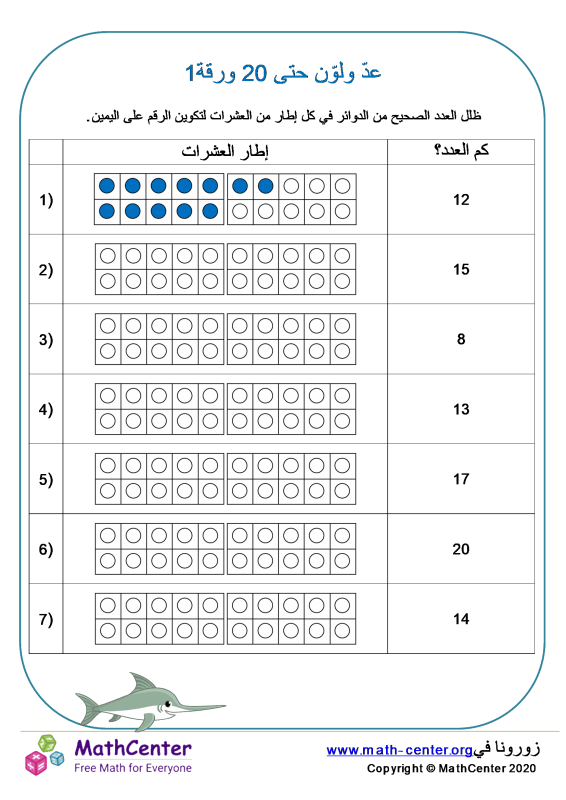 عدّ ولوّن حتى 20 ورقة1
ظلل العدد الصحيح من الدوائر في كل إطار من العشرات لتكوين الرقم على اليمين.
إطار العشرات كم العدد؟
1) 12
2) 15
3) 8
4) 13
5) 17
6) 20
7) 14
MathCenter
Free Math for Everyone
زورونا في www.math-center.org
Copyright © MathCenter 2020